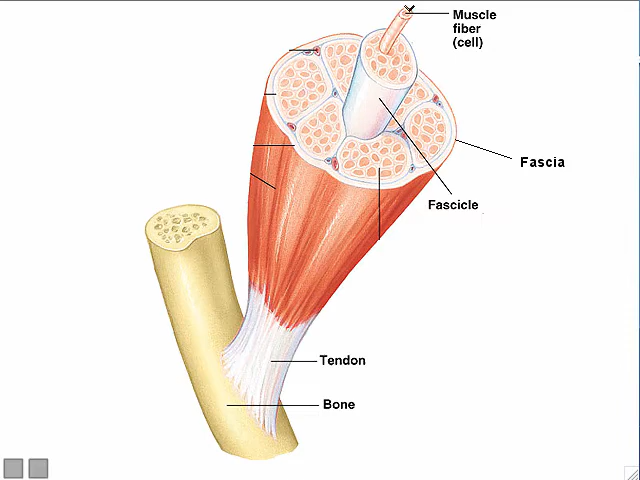 Muscle
fiber
(cell)
Fascia
Fascicle
Tendon
Bone